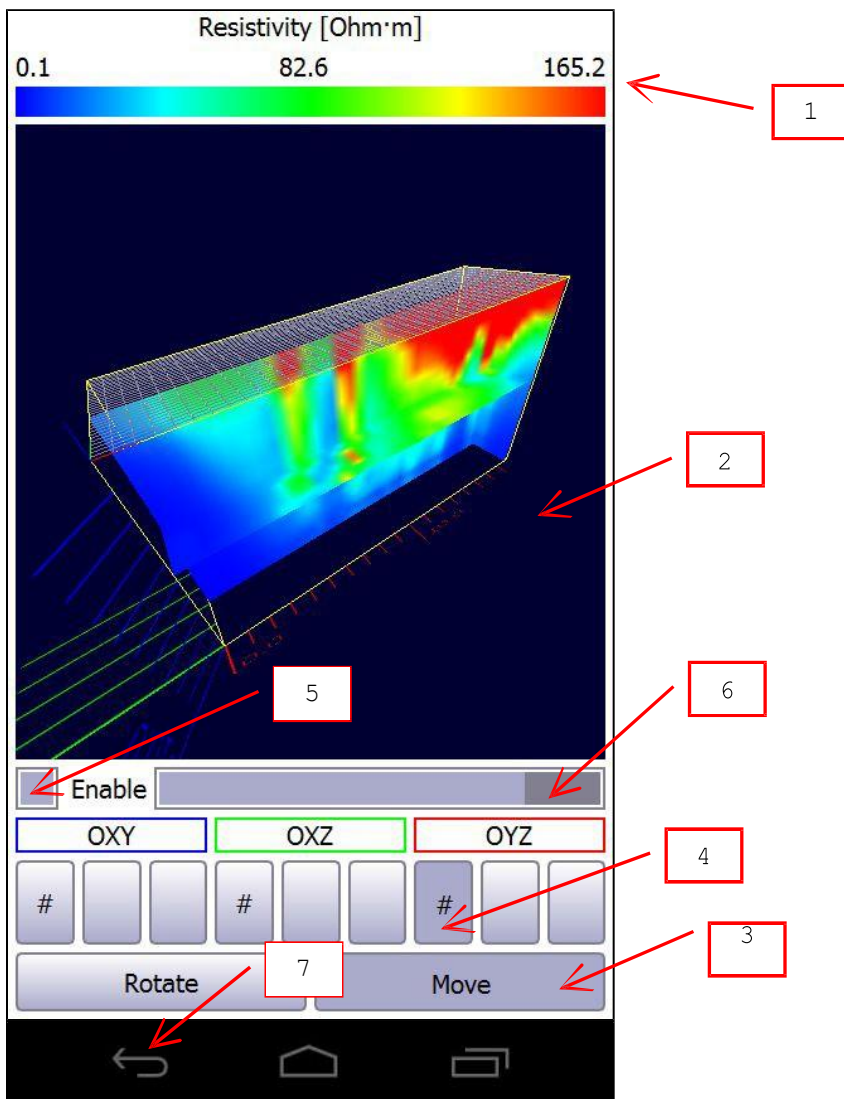 Resistivity [Ohm·m]
0.1 82.6 165.2
1
2
5
6
Enable
OXY OXZ OYZ
4
# # #
3
7
Rotate Move